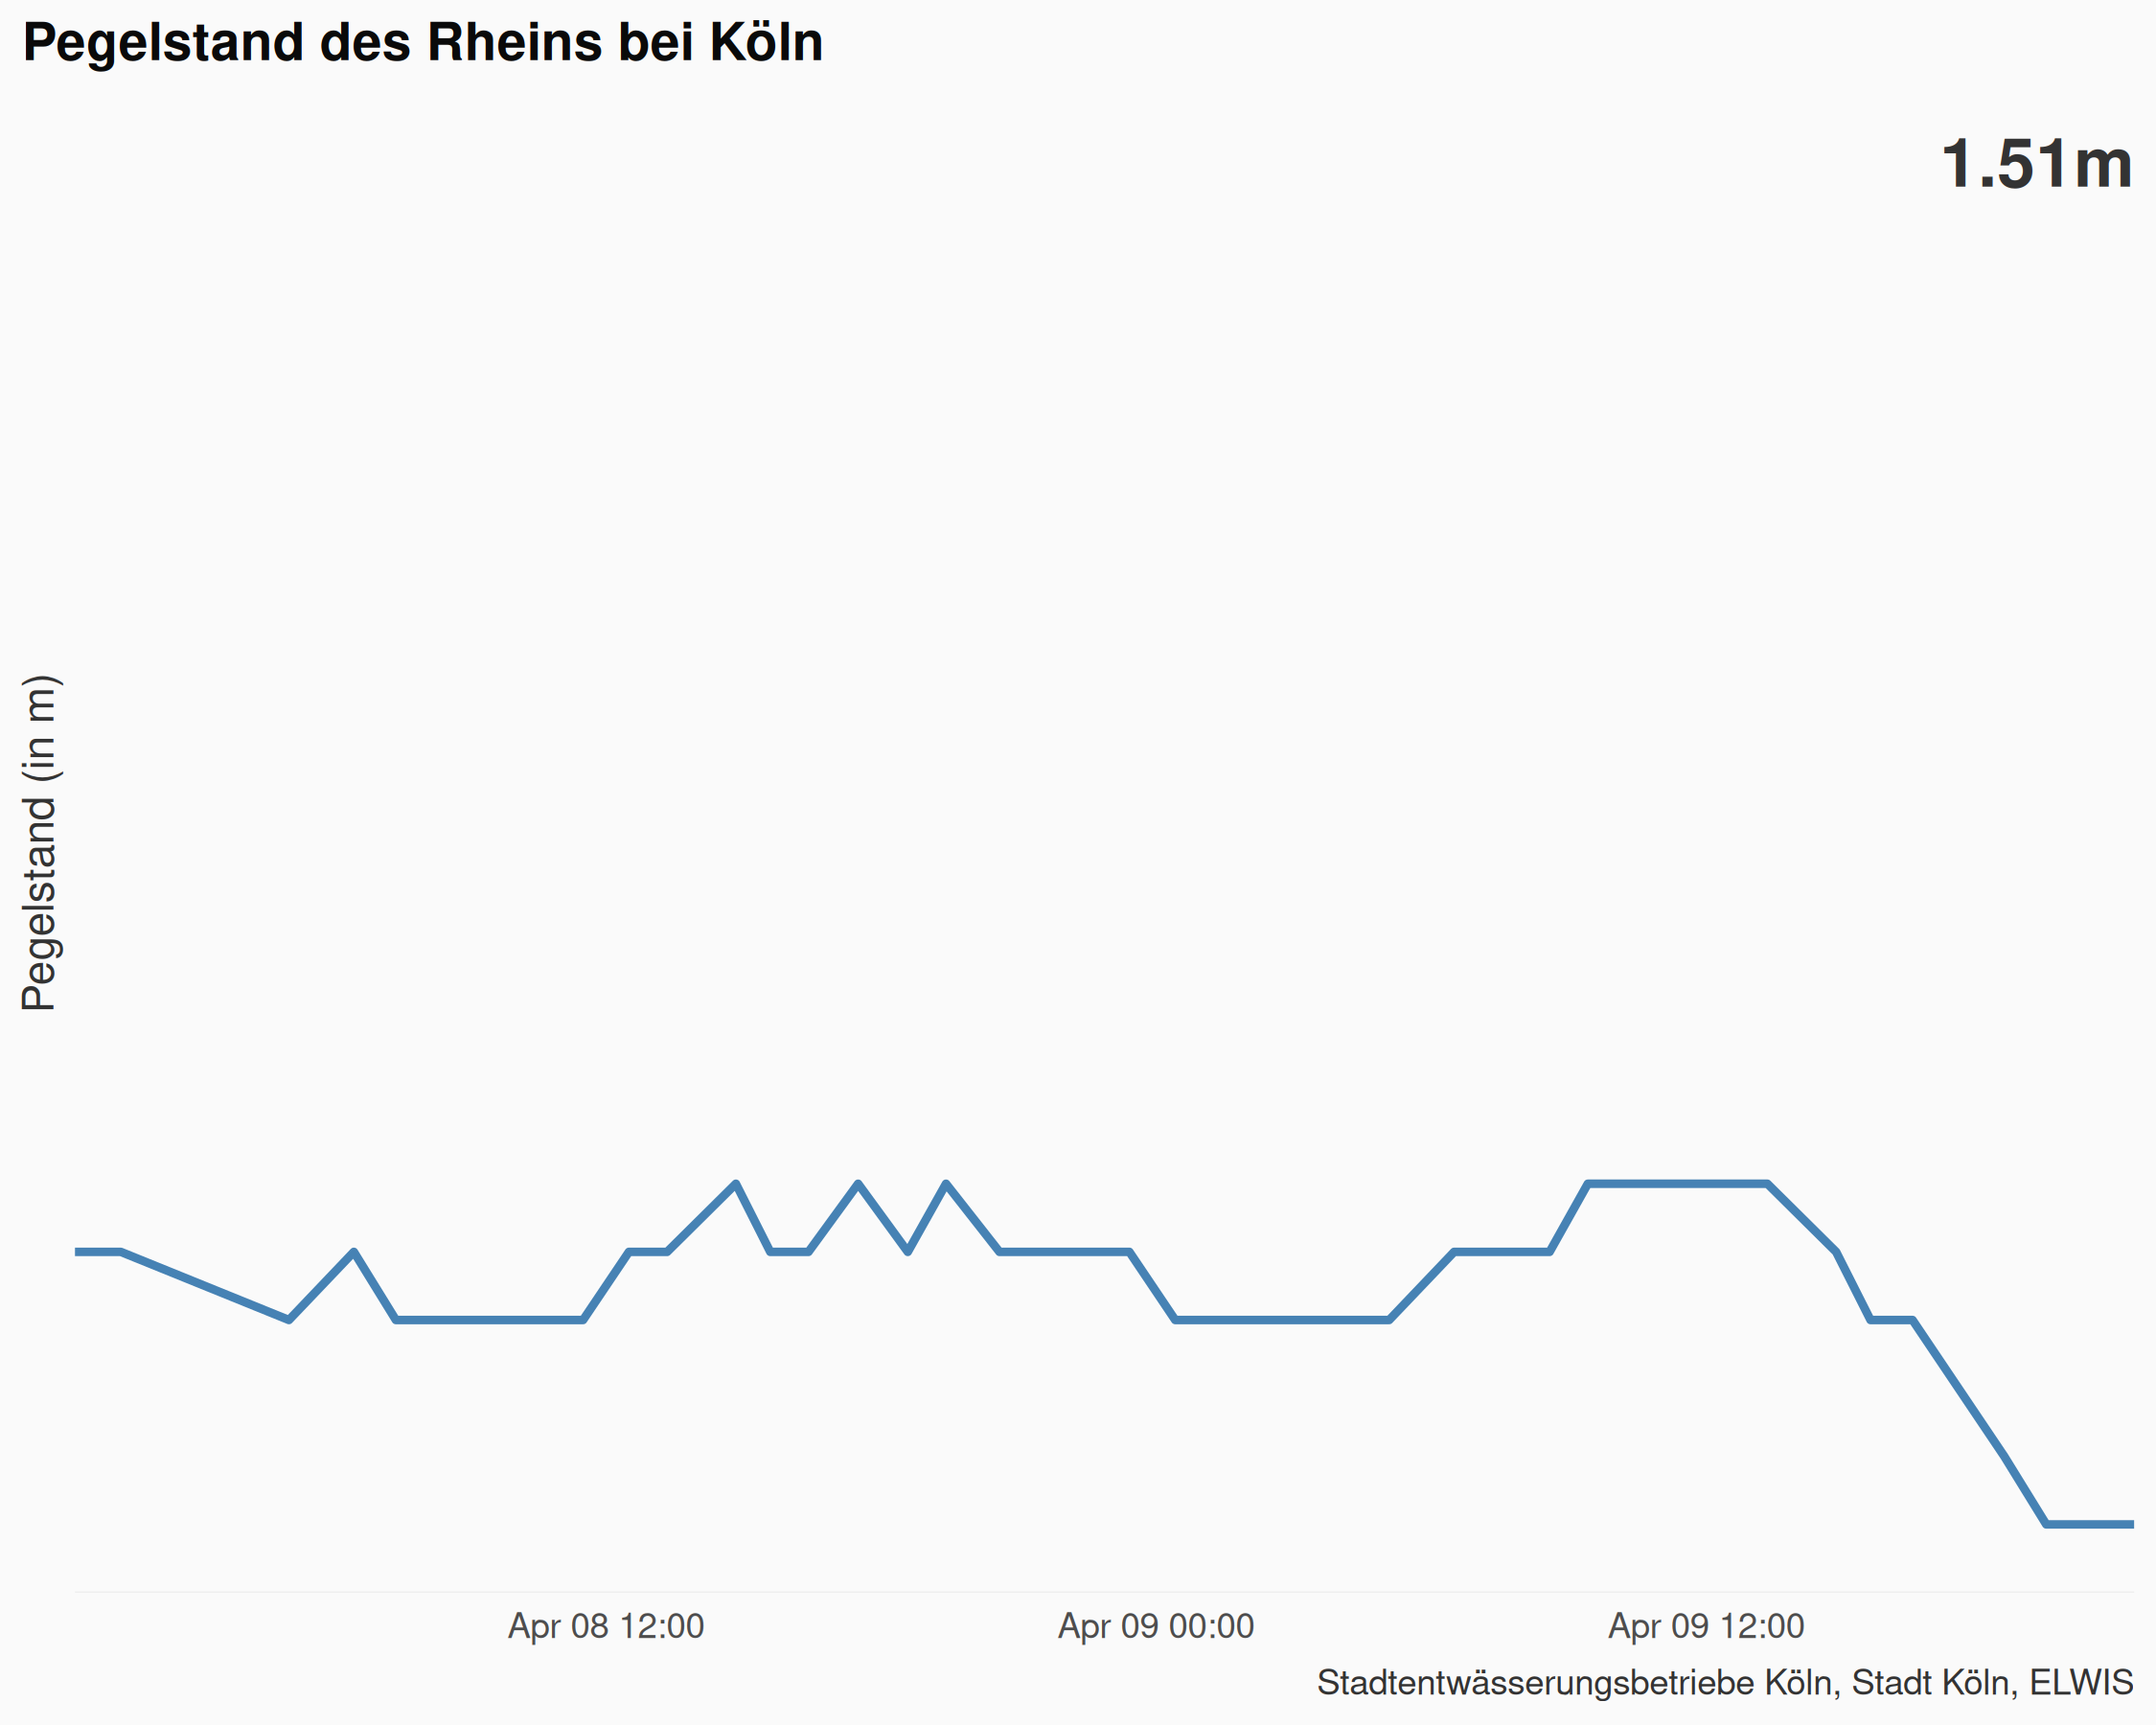 Pegelstand des Rheins bei Köln
1.51m
Pegelstand (in m)
Apr 08 12:00
Apr 09 00:00
Apr 09 12:00
Stadtentwässerungsbetriebe Köln, Stadt Köln, ELWIS